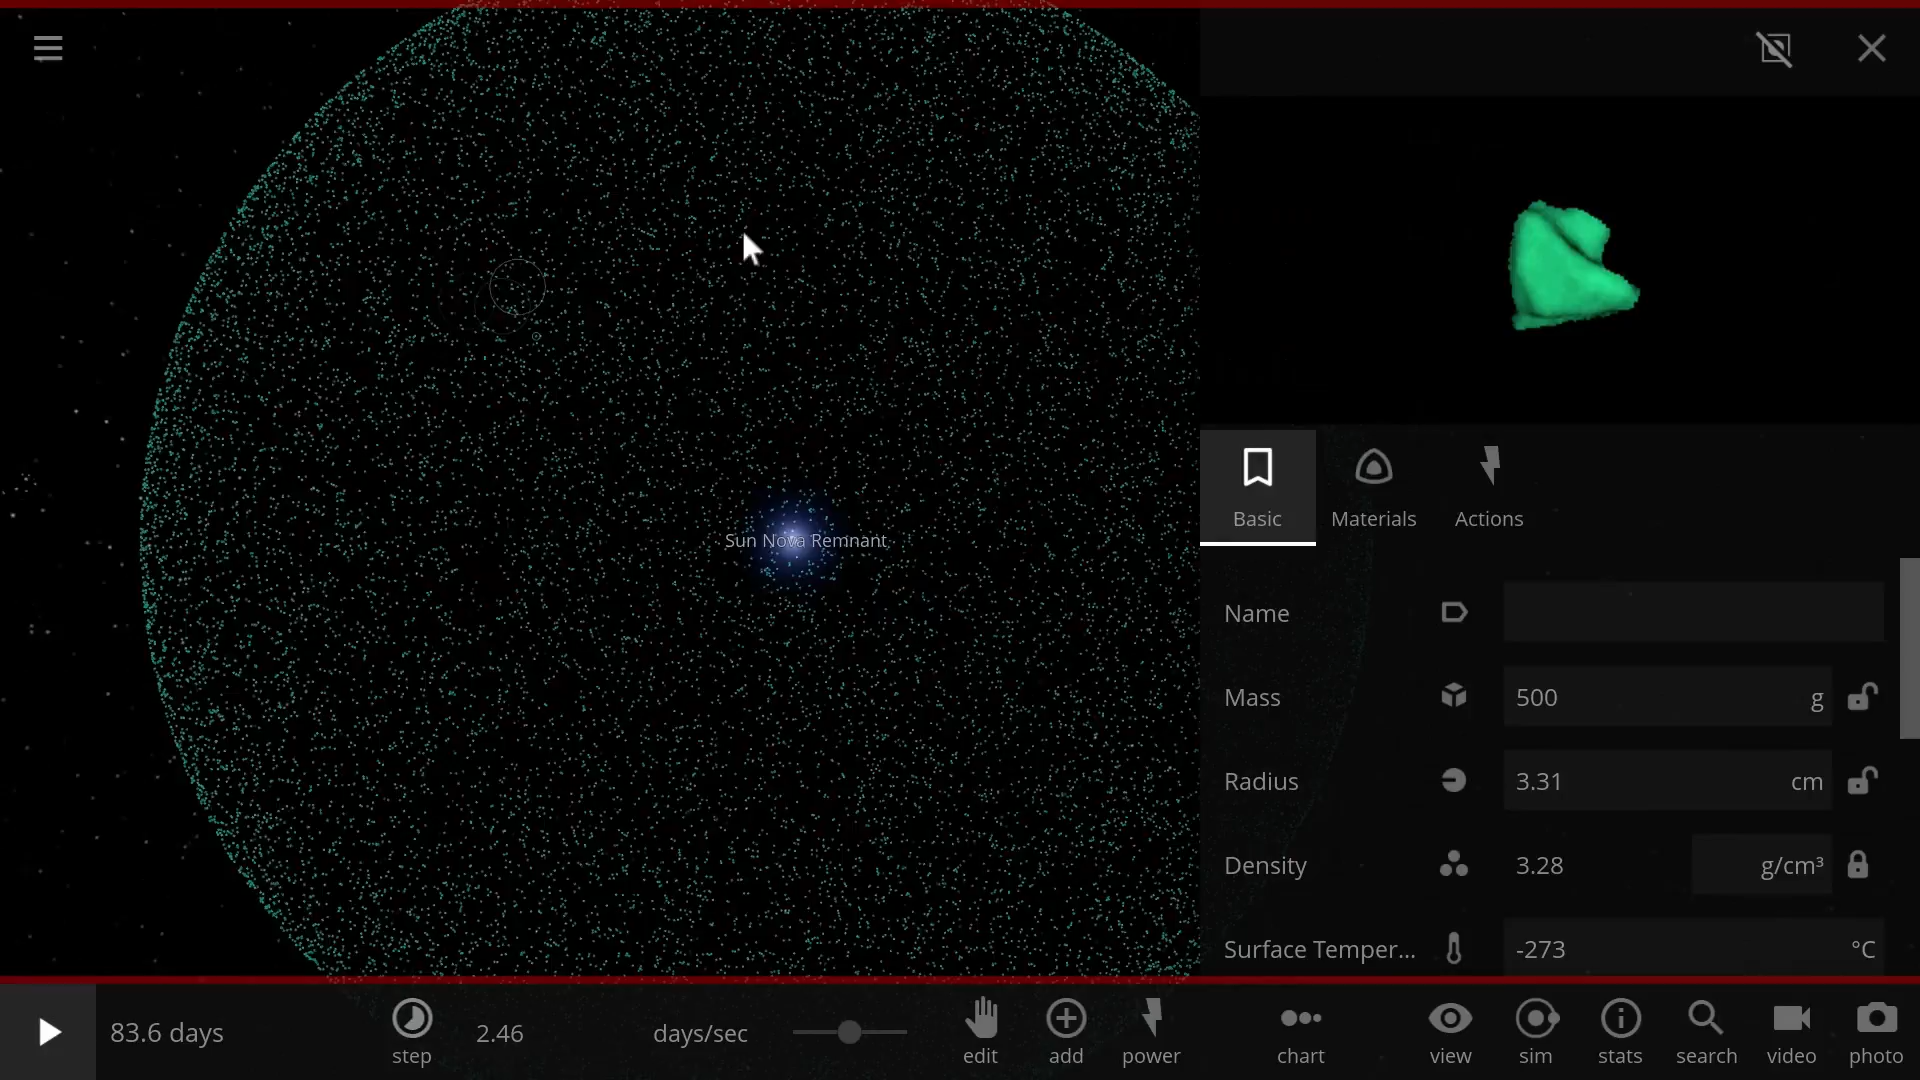 Sun Nova Remnant
Basic
Materials
Actions
Name
Mass 500 g
Radius 3.31 cm
Density 3.28 g/cm³
Surface Temper... -273 °C
83.6 days
step
2.46 days/sec
edit
add
power
chart
view
sim
stats
search
video
photo